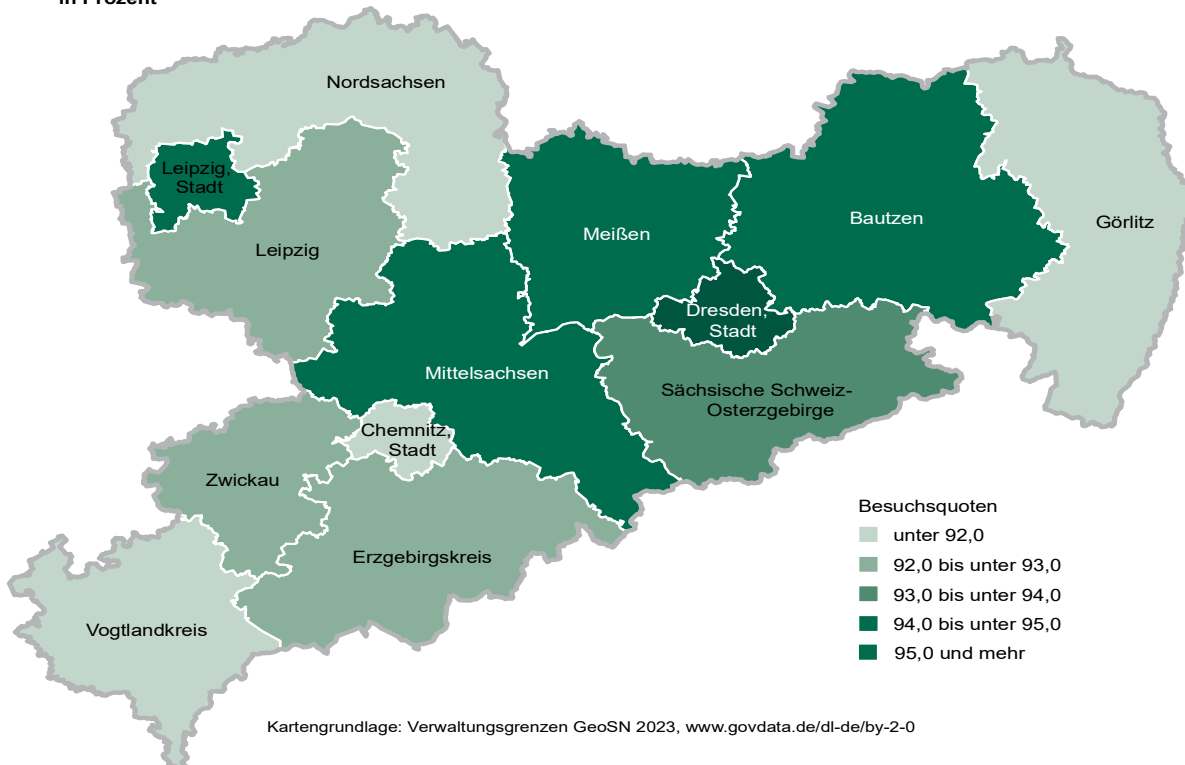 in Prozent
Nordsachsen
Leipzig,
Stadt
Leipzig
Meißen
Bautzen
Görlitz
Dresden,
Stadt
Mittelsachsen
Sächsische Schweiz-
Osterzgebirge
Chemnitz,
Stadt
Zwickau
Erzgebirgskreis
Vogtlandkreis
Besuchsquoten
unter 92,0
92,0 bis unter 93,0
93,0 bis unter 94,0
94,0 bis unter 95,0
95,0 und mehr
Kartengrundlage: Verwaltungsgrenzen GeoSN 2023, www.govdata.de/dl-de/by-2-0